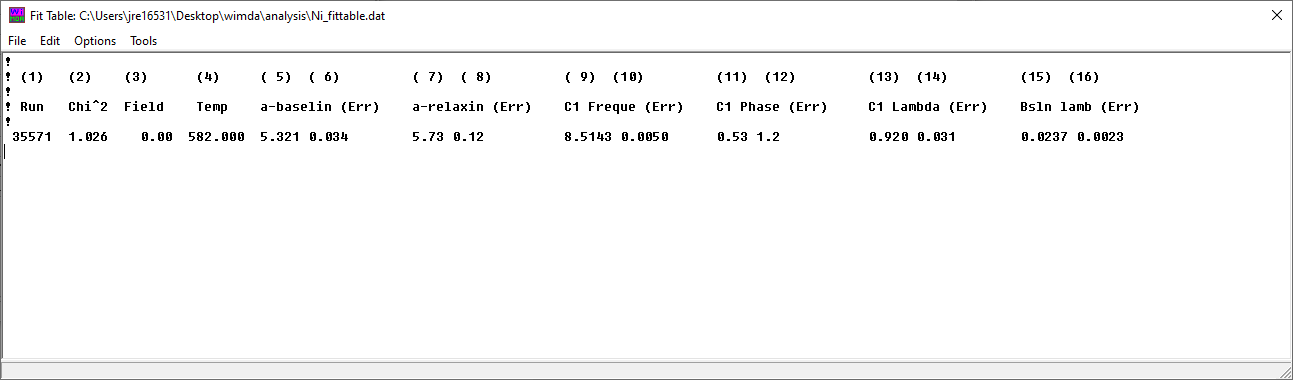 Fit Table: C:\Users\jre16531\Desktop\wimda\analysis\Ni_fittable.dat
File Edit Options Tools
!
! (1) (2) (3) (4) ( 5) ( 6) ( 7) ( 8) ( 9) (10) (11) (12) (13) (14) (15) (16)
!
! Run Chi^2 Field Temp a-baselin (Err) a-relaxin (Err) C1 Freque (Err) C1 Phase (Err) C1 Lambda (Err) Bsln lamb (Err)
!
35571 1.026 0.00 582.000 5.321 0.034 5.73 0.12 8.5143 0.0050 0.53 1.2 0.920 0.031 0.0237 0.0023